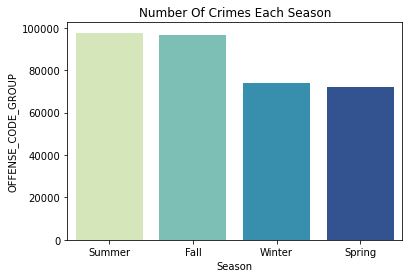 Number Of Crimes Each Season
100000
80000
60000
40000
20000
0
OFFENSE_CODE_GROUP
Summer Fall Winter Spring
Season